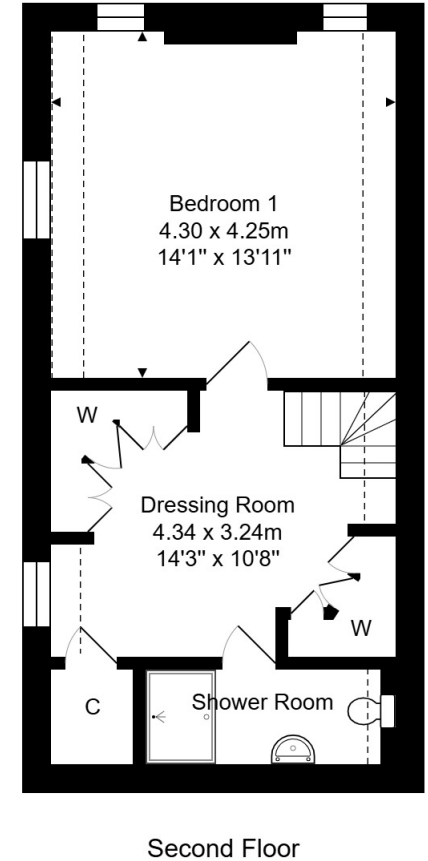 Bedroom 1
4.30 x 4.25m
14'1" x 13'11"
W
Dressing Room
4.34 x 3.24m
14'3" x 10'8"
W
C
Shower Room
Second Floor